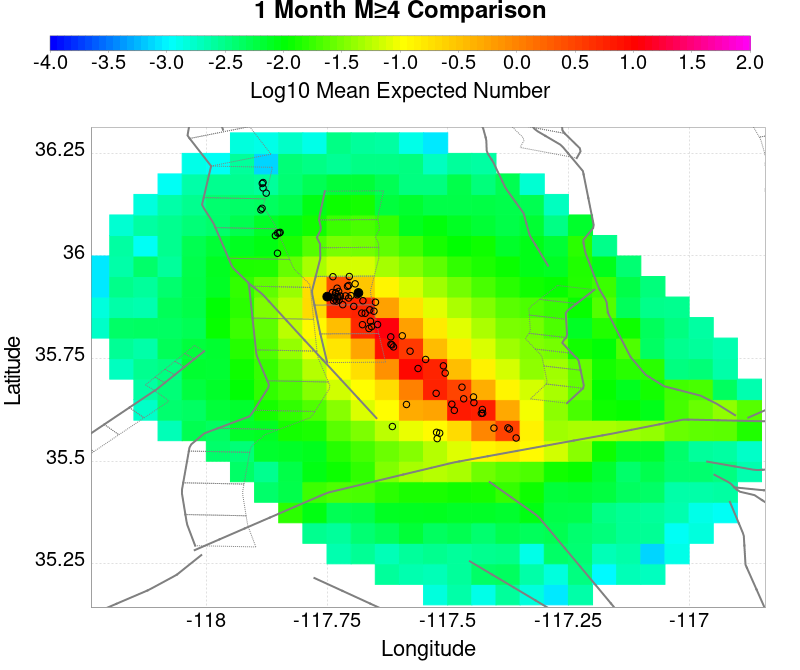 1 Month M≥4 Comparison
-4.0 -3.5 -3.0 -2.5 -2.0 -1.5 -1.0 -0.5 0.0 0.5 1.0 1.5 2.0
Log10 Mean Expected Number
36.25
36
35.75
35.5
35.25
Latitude
-118 -117.75 -117.5 -117.25 -117
Longitude